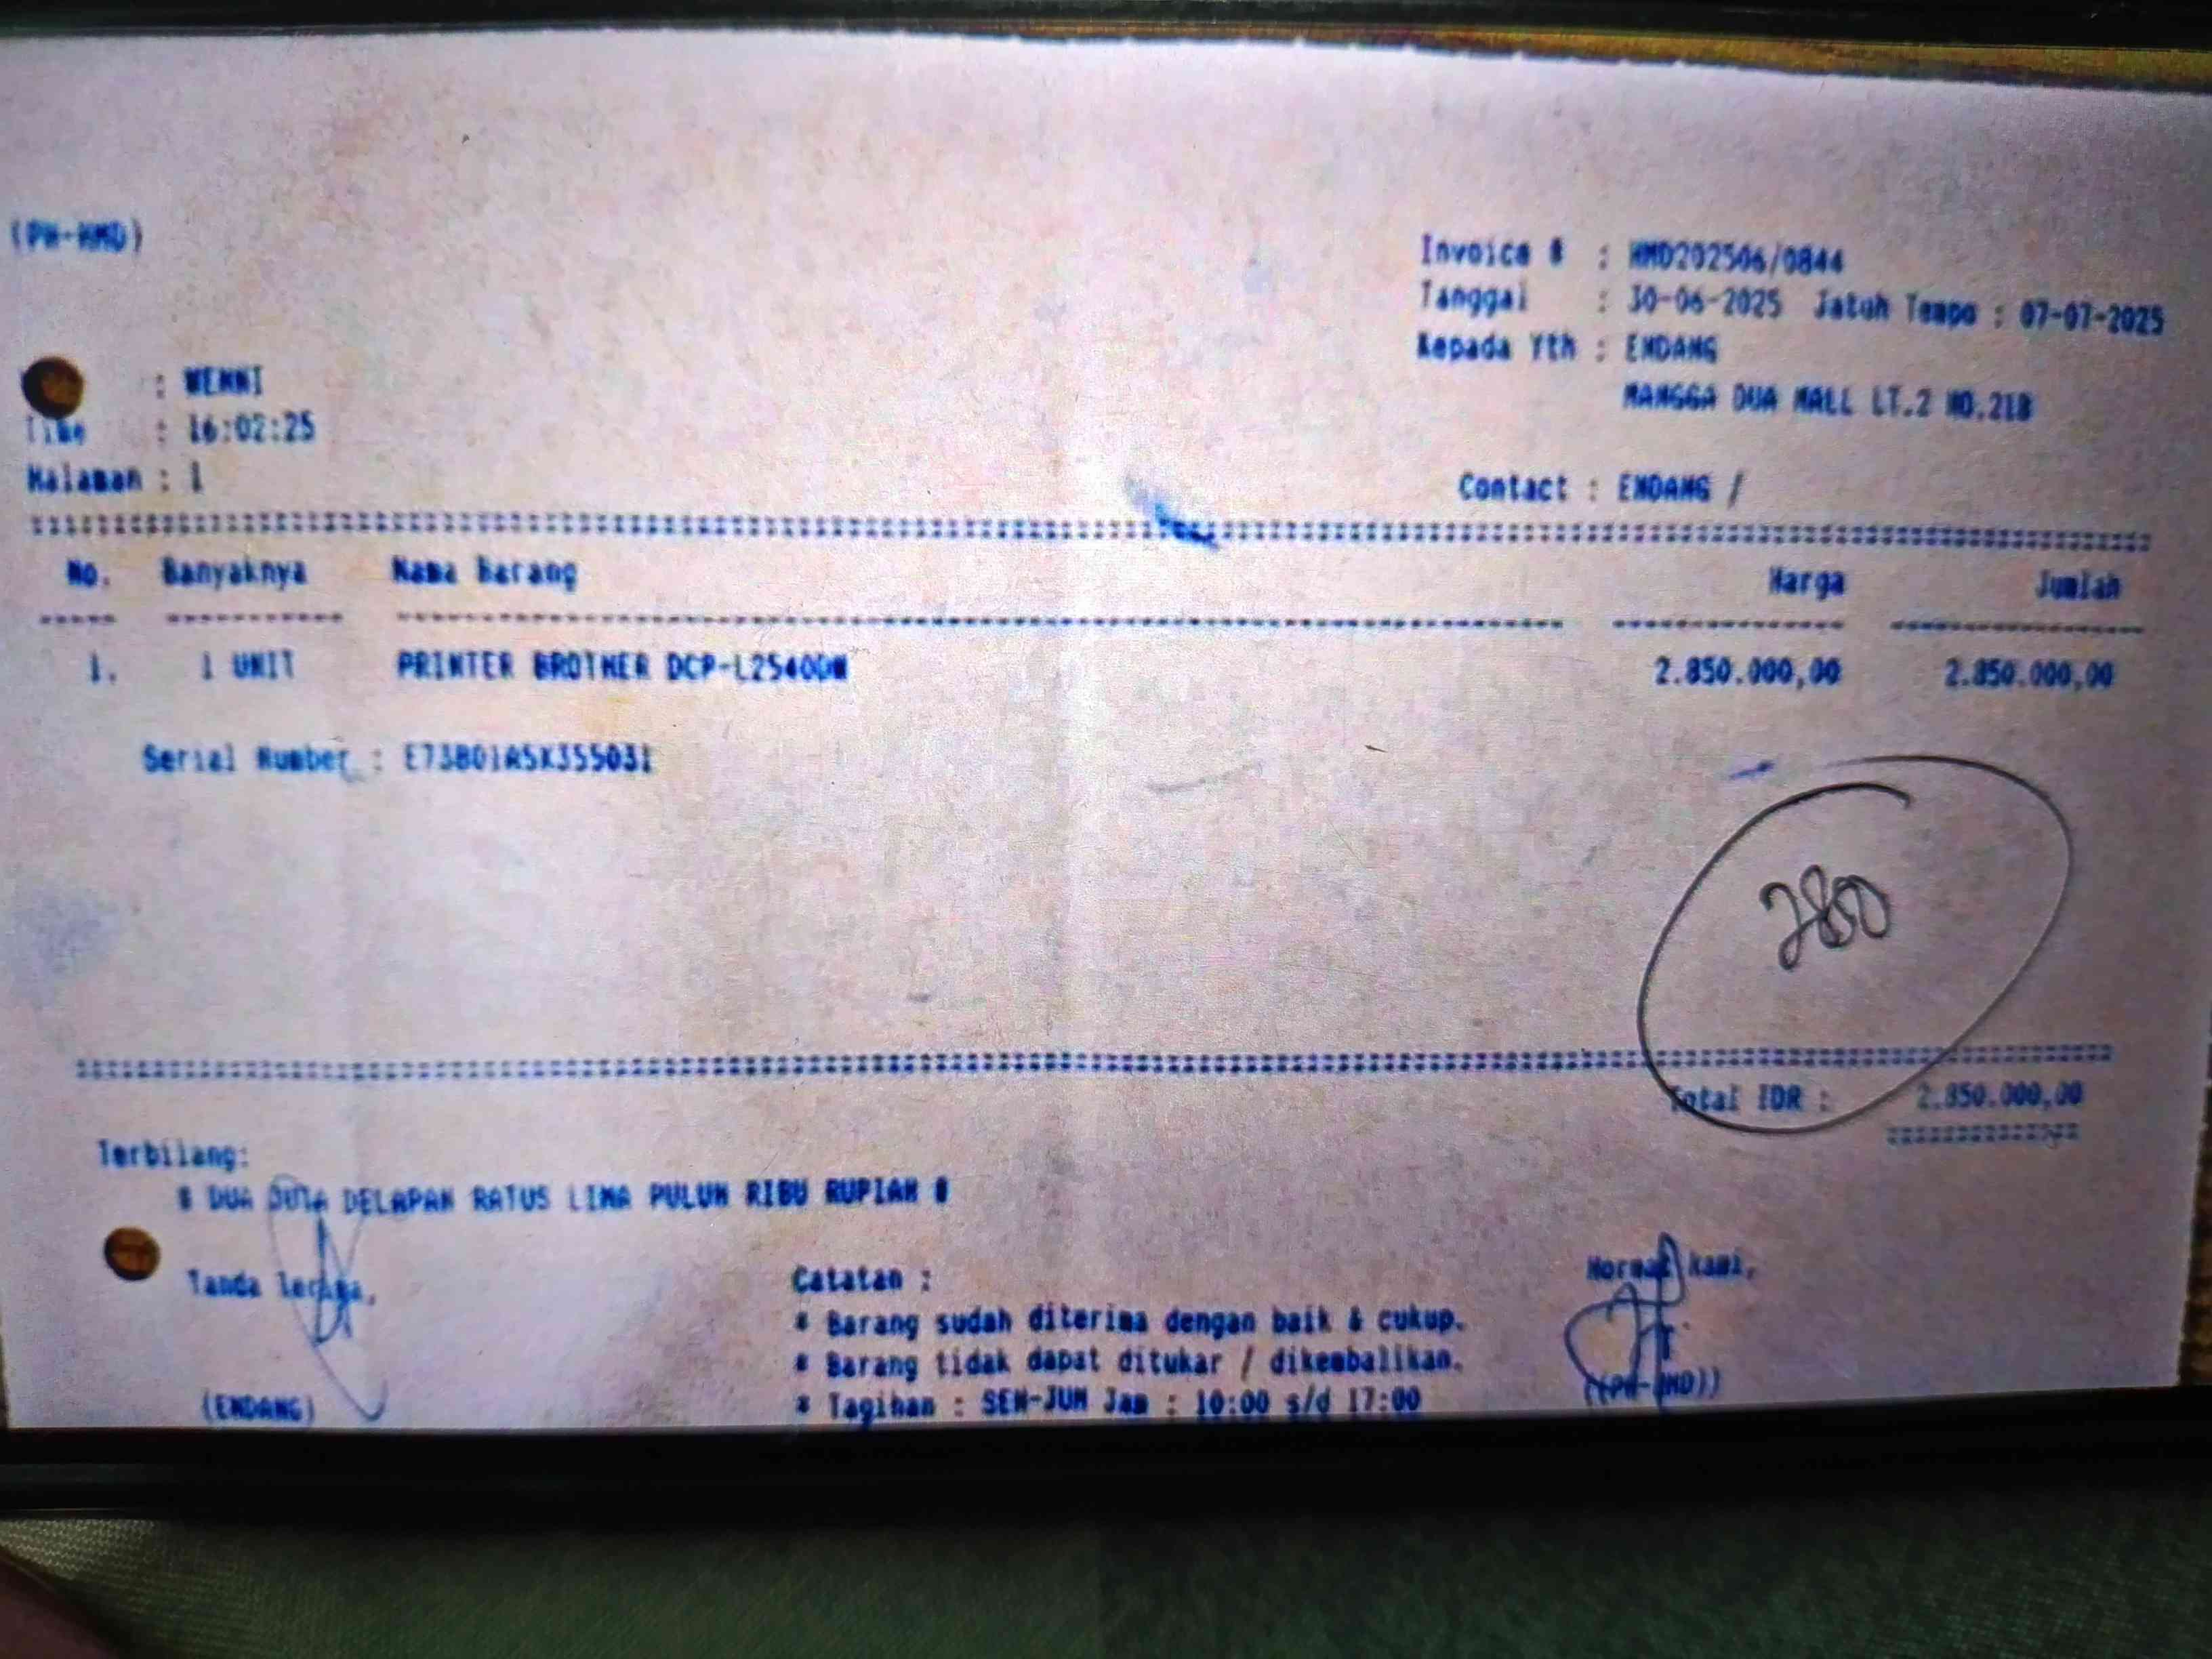 (PH-HMD)
Invoice # : HMD202506/0844
Tanggal : 30-06-2025 Jatuh Tempo : 07-07-2025
Kepada Yth : ENDANG
: WENNI
MANGGA DUA MALL LT.2 NO.21B
Time : 16:02:25
Halaman : 1
Contact : ENDANG /
No. Banyaknya Nama Barang Harga Jumlah
1. 1 UNIT PRINTER BROTHER DCP-L2540DW 2.850.000,00 2.850.000,00
Serial Number : E73801A5K355031
280
Total IDR : 2.850.000,00
Terbilang:
# DUA JUTA DELAPAN RATUS LIMA PULUH RIBU RUPIAH #
Tanda terima,
Catatan :
Hormat kami,
* Barang sudah diterima dengan baik & cukup.
* Barang tidak dapat ditukar / dikembalikan.
* Tagihan : SEN-JUM Jam : 10:00 s/d 17:00
(ENDANG)
((PH-HMD))